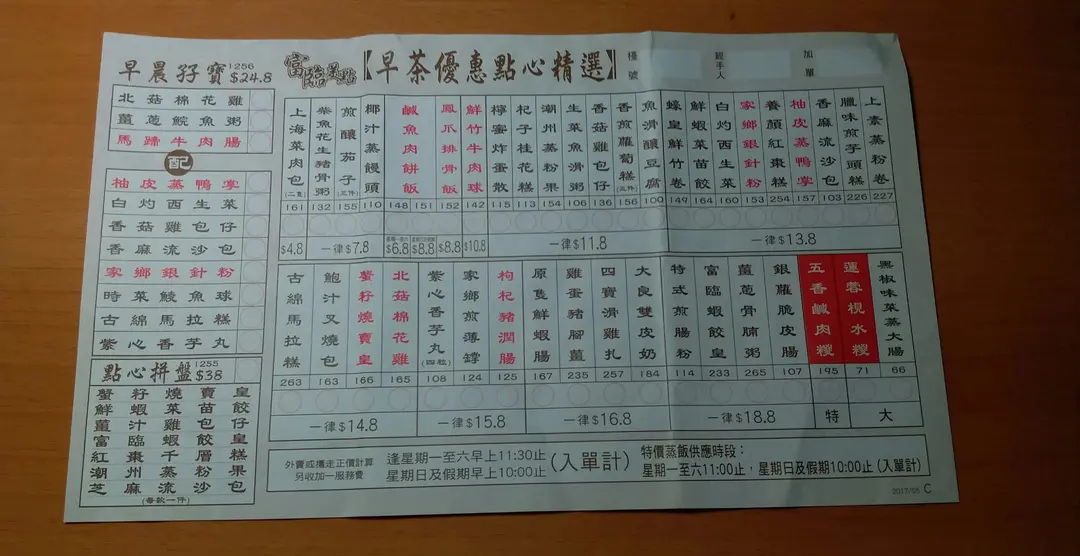 早晨孖寶 1256 $24.8
北菇棉花雞
薑蔥鯇魚粥
馬蹄牛肉腸
配
柚皮蒸鴨掌
白灼西生菜
香菇雞包仔
香麻流沙包
家鄉銀針粉
時菜鯪魚球
古綿馬拉糕
紫心香芋丸
點心拼盤 1255 $38
蟹籽燒賣皇
鮮蝦菜苗餃
薑汁雞包仔
富臨蝦餃皇
紅棗千層糕
潮州蒸粉果
芝麻流沙包
(每款一件)
富臨皇點
【早茶優惠點心精選】
檯號
經手人
加單
上海菜肉包(二隻)
柴魚花生豬骨粥
煎釀茄子(三件)
椰汁蒸饅頭
鹹魚肉餅飯
鳳爪排骨飯
鮮竹牛肉球
檸蜜炸蛋散
杞子桂花糕
潮州蒸粉果
生菜魚滑粥
香菇雞包仔
香煎蘿蔔糕(三件)
魚滑釀豆腐
蠔皇鮮竹卷
鮮蝦菜苗餃
白灼西生菜
家鄉銀針粉
養顏紅棗糕
柚皮蒸鴨掌
香麻流沙包
臘味煎芋頭糕
上素蒸粉卷
161 132 155 110 148 151 152 142 115 113 154 106 136 156 100 149 164 160 153 254 157 103 226 227
$4.8 一律$7.8 $6.8 $8.8 $8.8 $10.8 一律$11.8 一律$13.8
古綿馬拉糕
鮑汁叉燒包
蟹籽燒賣皇
北菇棉花雞
紫心香芋丸(四粒)
家鄉煎薄罉
枸杞豬潤腸
原隻鮮蝦腸
雞蛋豬腳薑
四寶滑雞扎
大良雙皮奶
特式煎腸粉
富臨蝦餃皇
薑蔥骨腩粥
銀蘿脆皮腸
五香鹹肉糭
蓮蓉梘水糭
黑椒味菜蒸大腸
263 163 166 165 108 124 125 167 235 257 184 114 233 265 107 195 71 66
一律$14.8 一律$15.8 一律$16.8 一律$18.8 特 大
外賣或攜走正價計算
另收加一服務費
逢星期一至六早上11:30止
星期日及假期早上10:00止
(入單計)
特價蒸飯供應時段：
星期一至六11:00止，星期日及假期10:00止(入單計)
2017/05 C